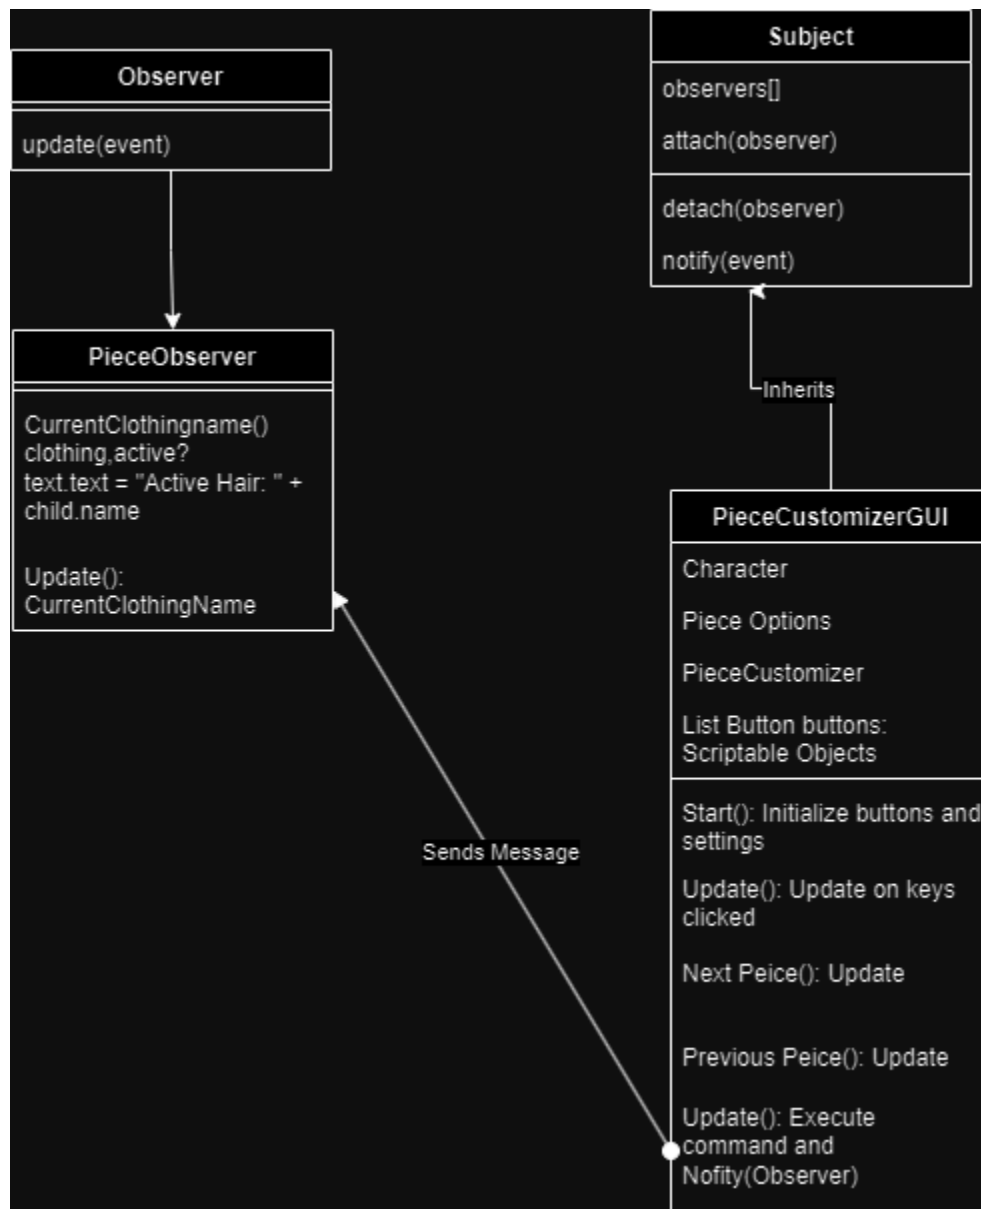 Observer
update(event)
Subject
observers[]
attach(observer)
detach(observer)
notify(event)
PieceObserver
CurrentClothingname()
clothing,active?
text.text = "Active Hair: " +
child.name
Update():
CurrentClothingName
Inherits
Sends Message
PieceCustomizerGUI
Character
Piece Options
PieceCustomizer
List Button buttons:
Scriptable Objects
Start(): Initialize buttons and
settings
Update(): Update on keys
clicked
Next Peice(): Update
Previous Peice(): Update
Update(): Execute
command and
Nofity(Observer)